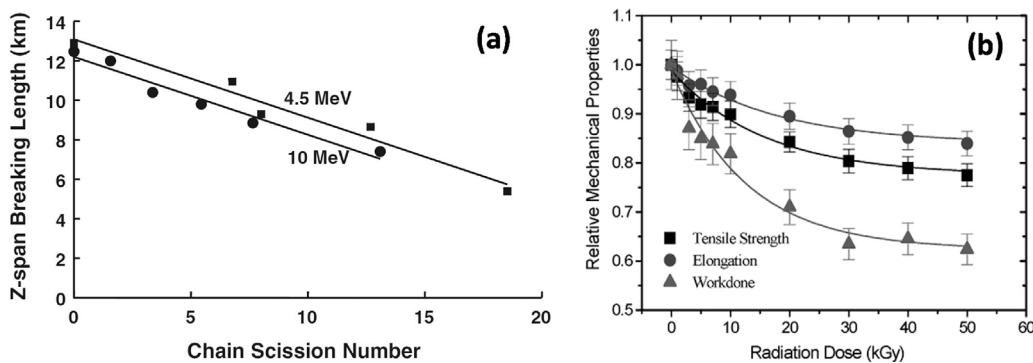 (a)
Z-span Breaking Length (km)
14
12
10
8
6
4
2
0
4.5 MeV
10 MeV
0
5
10
15
20
Chain Scission Number
(b)
Relative Mechanical Properties
1.1
1.0
0.9
0.8
0.7
0.6
0.5
Tensile Strength
Elongation
Workdone
0 10 20 30 40 50 60
Radiation Dose (kGy)